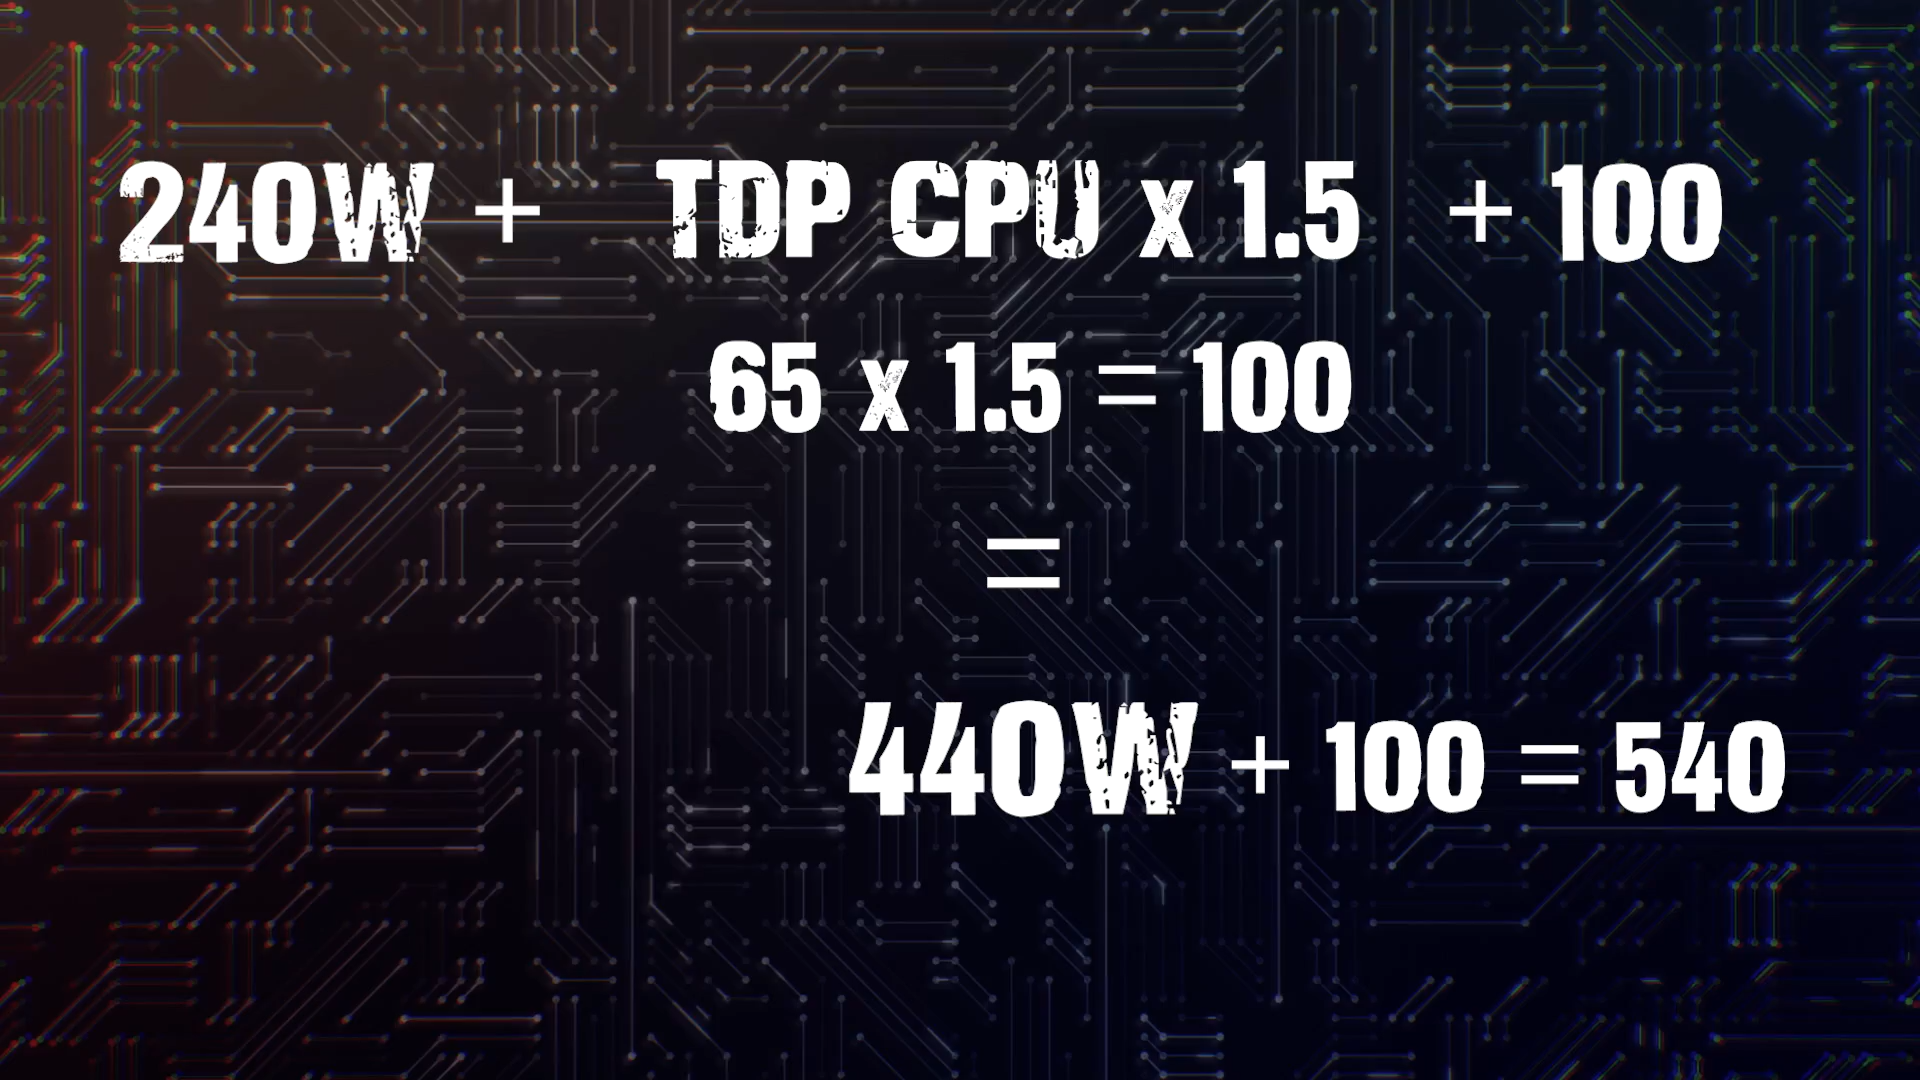 240W + TDP CPU x 1.5 + 100
65 x 1.5 = 100
=
440W + 100 = 540